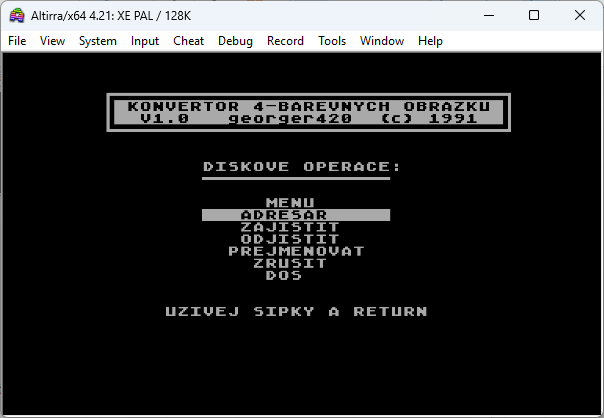 Altirra/x64 4.21: XE PAL / 128K
File View System Input Cheat Debug Record Tools Window Help
KONVERTOR 4-BAREVNYCH OBRAZKU
V1.0 georger420 (c) 1991
DISKOVE OPERACE:
MENU
ADRESAR
ZAJISTIT
ODJISTIT
PREJMENOVAT
ZRUSIT
DOS
UZIVEJ SIPKY A RETURN